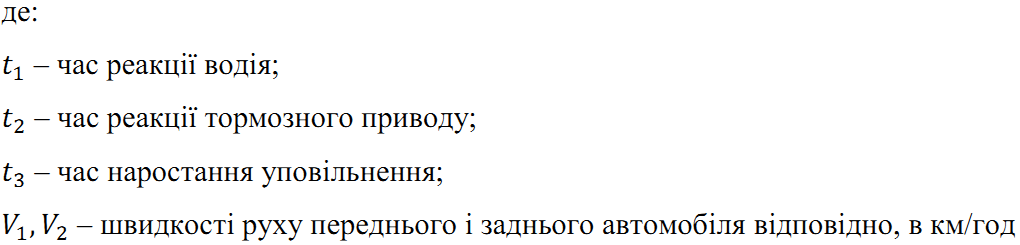 де:
𝑡₁ – час реакції водія;
𝑡₂ – час реакції тормозного приводу;
𝑡₃ – час наростання уповільнення;
𝑉₁, 𝑉₂ – швидкості руху переднього і заднього автомобіля відповідно, в км/год